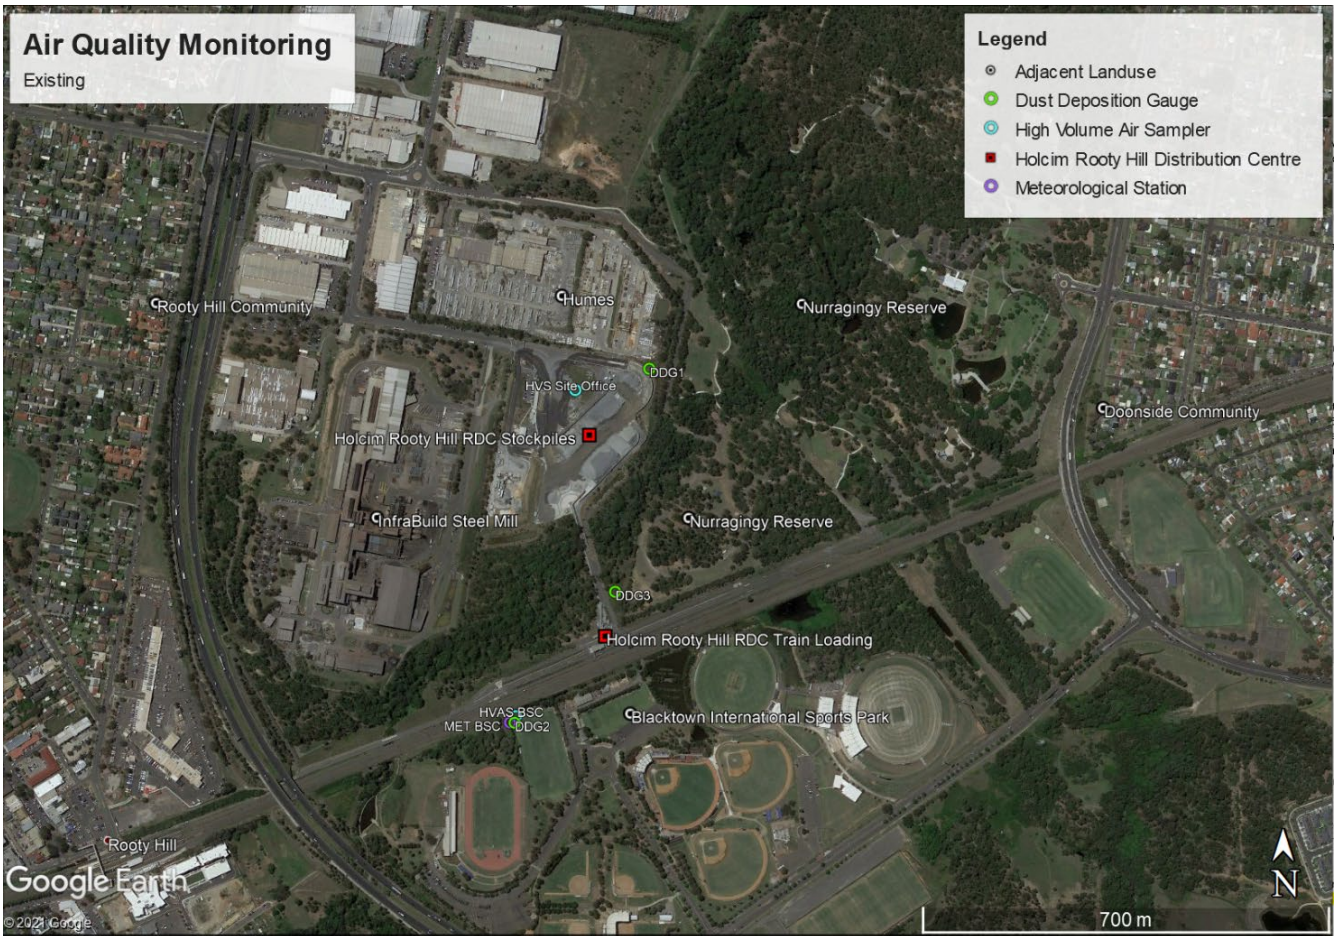 Air Quality Monitoring
Existing
Legend
Adjacent Landuse
Dust Deposition Gauge
High Volume Air Sampler
Holcim Rooty Hill Distribution Centre
Meteorological Station
Rooty Hill Community
Humes
Nurragingy Reserve
DDG1
HVS Site Office
Doonside Community
Holcim Rooty Hill RDC Stockpiles
InfraBuild Steel Mill
Nurragingy Reserve
DDG3
Holcim Rooty Hill RDC Train Loading
HVAS BSC
MET BSC
DDG2
Blacktown International Sports Park
Rooty Hill
Google Earth
© 2021 Google
N
700 m